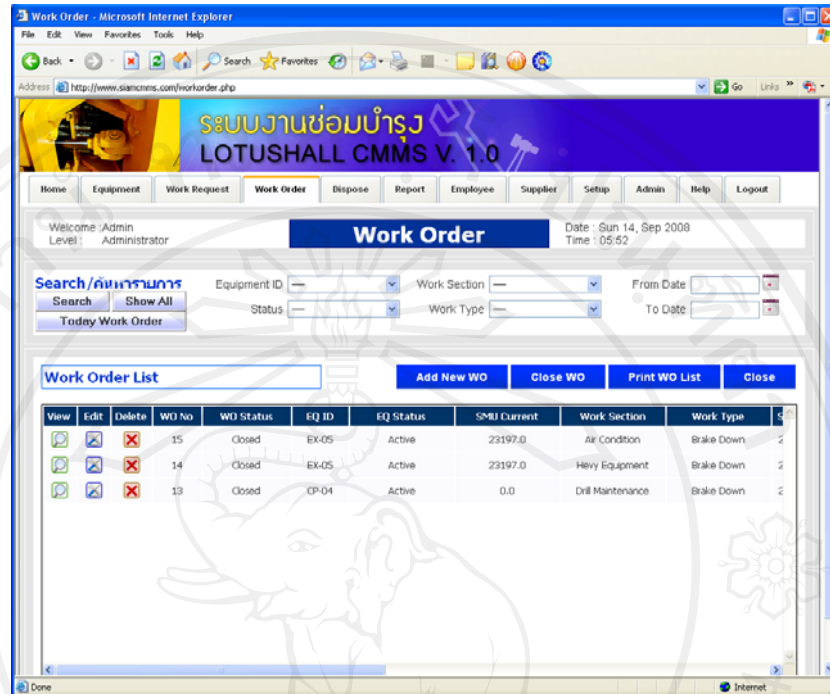 Work Order - Microsoft Internet Explorer
File Edit View Favorites Tools Help
Back Search Favorites
Address http://www.siamcmms.com/workorder.php Go Links »
ระบบงานซ่อมบำรุง
LOTUSHALL CMMS V. 1.0
Home Equipment Work Request Work Order Dispose Report Employee Supplier Setup Admin Help Logout
Welcome :Admin Work Order Date : Sun 14, Sep 2008
Level : Administrator Time : 05:52
Search/ค้นหารายการ Equipment ID — Work Section — From Date
Search Show All Status — Work Type — To Date
Today Work Order
Work Order List Add New WO Close WO Print WO List Close
View Edit Delete WO No WO Status EQ ID EQ Status SMU Current Work Section Work Type S
15 Closed EX-05 Active 23197.0 Air Condition Brake Down 2
14 Closed EX-05 Active 23197.0 Hevy Equipment Brake Down 2
13 Closed CP-04 Active 0.0 Drill Maintenance Brake Down 2
Done Internet